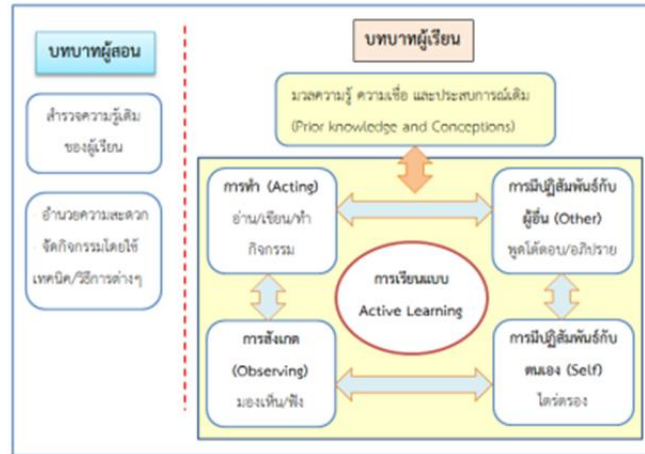 บทบาทผู้สอน
สำรวจความรู้เดิม
ของผู้เรียน
อำนวยความสะดวก
จัดกิจกรรมโดยใช้
เทคนิค/วิธีการต่างๆ
บทบาทผู้เรียน
มวลความรู้ ความเชื่อ และประสบการณ์เดิม
(Prior knowledge and Conceptions)
การทำ (Acting)
อ่าน/เขียน/ทำ
กิจกรรม
การมีปฏิสัมพันธ์กับ
ผู้อื่น (Other)
พูดโต้ตอบ/อภิปราย
การเรียนแบบ
Active Learning
การสังเกต
(Observing)
มองเห็น/ฟัง
การมีปฏิสัมพันธ์กับ
ตนเอง (Self)
ไตร่ตรอง